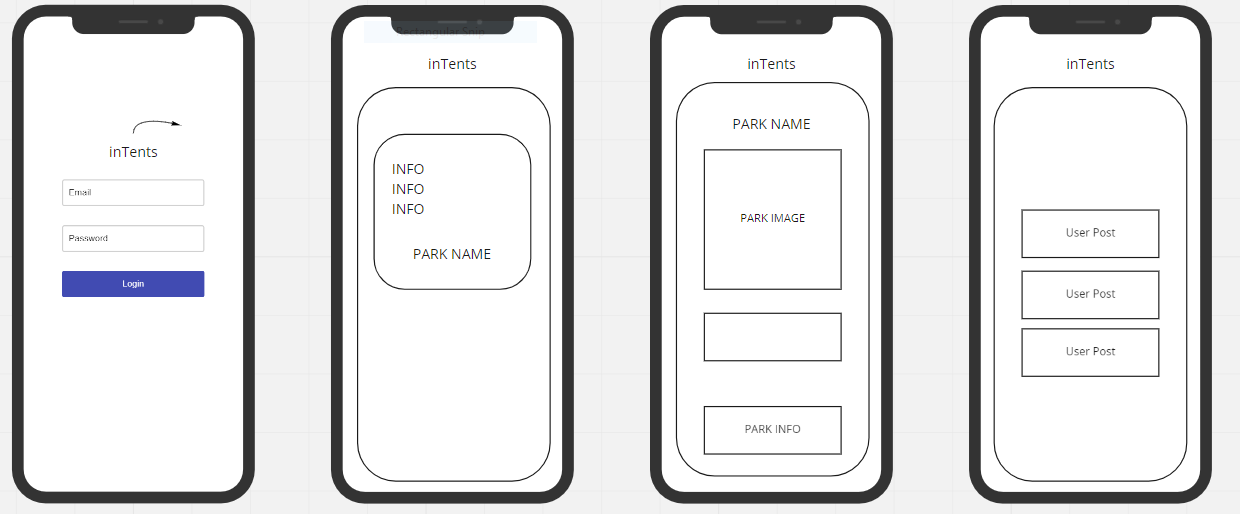 inTents
Email
Password
Login
Rectangular Snip
inTents
INFO
INFO
INFO
PARK NAME
inTents
PARK NAME
PARK IMAGE
PARK INFO
inTents
User Post
User Post
User Post